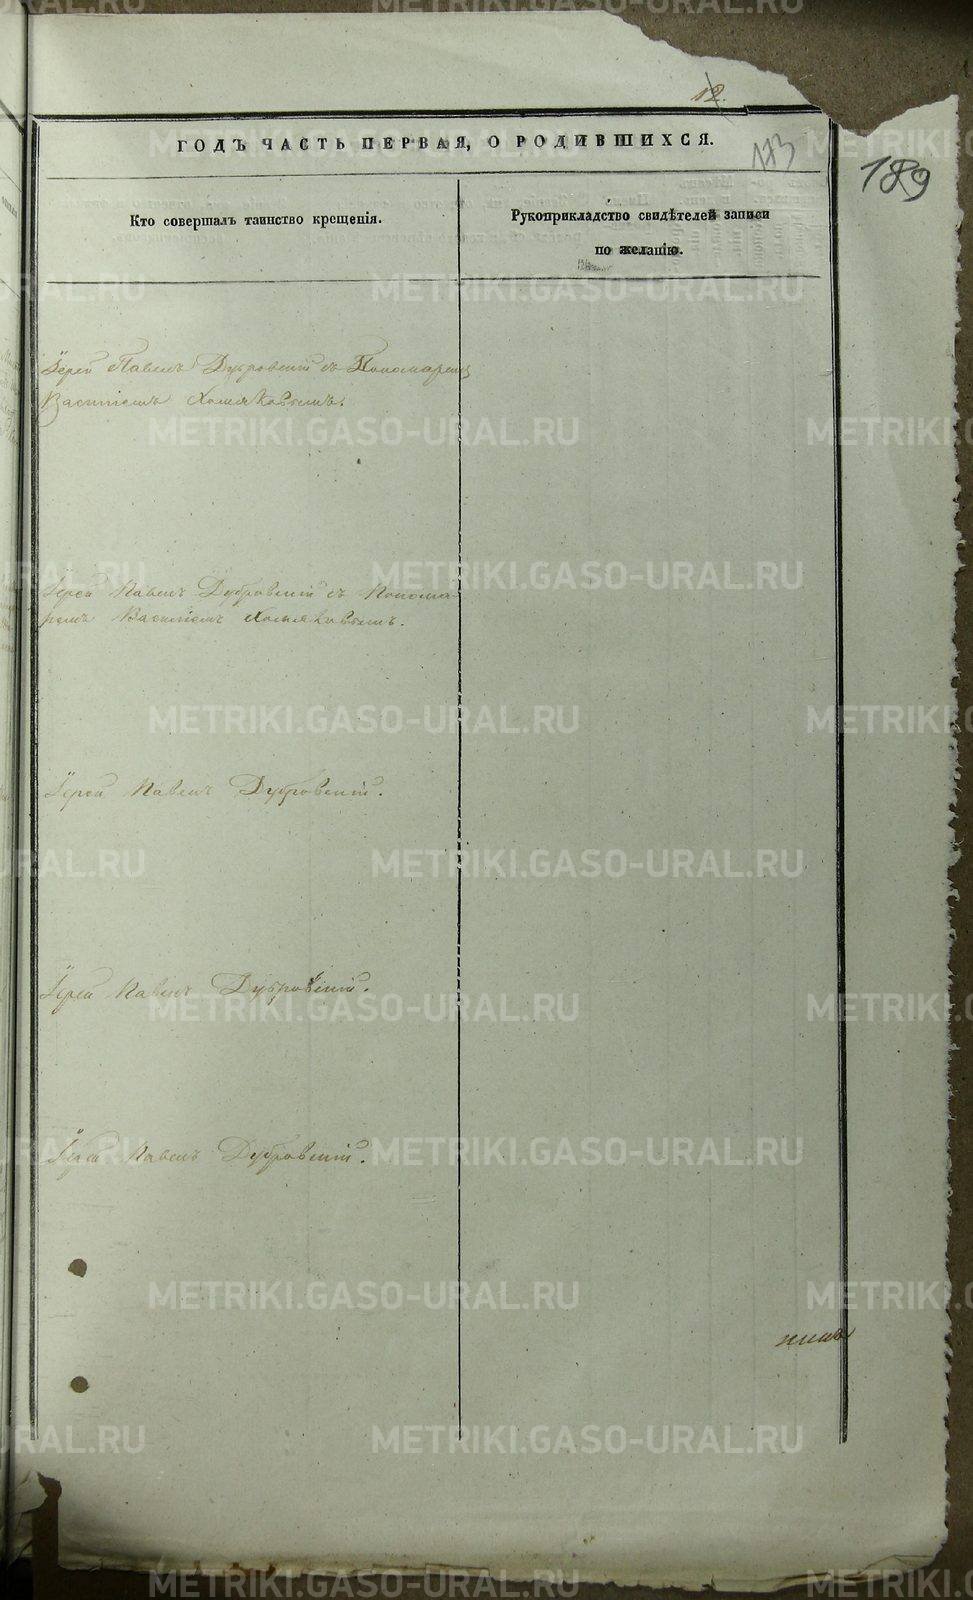 12.
173
189
ГОДЪ ЧАСТЬ ПЕРВАЯ, О РОДИВШИХСЯ.
Кто совершалъ таинство крещенія.
Рукоприкладство свидѣтелей записи
по желанію.
Іерей Павелъ Дубровскій съ Пономаремъ
Василіемъ Хомяковымъ.
Іерей Павелъ Дубровскій съ Понома-
ремъ Василіемъ Хомяковымъ.
Іерей Павелъ Дубровскій.
Іерей Павелъ Дубровскій.
Іерей Павелъ Дубровскій.
METRIKI.GASO-URAL.RU